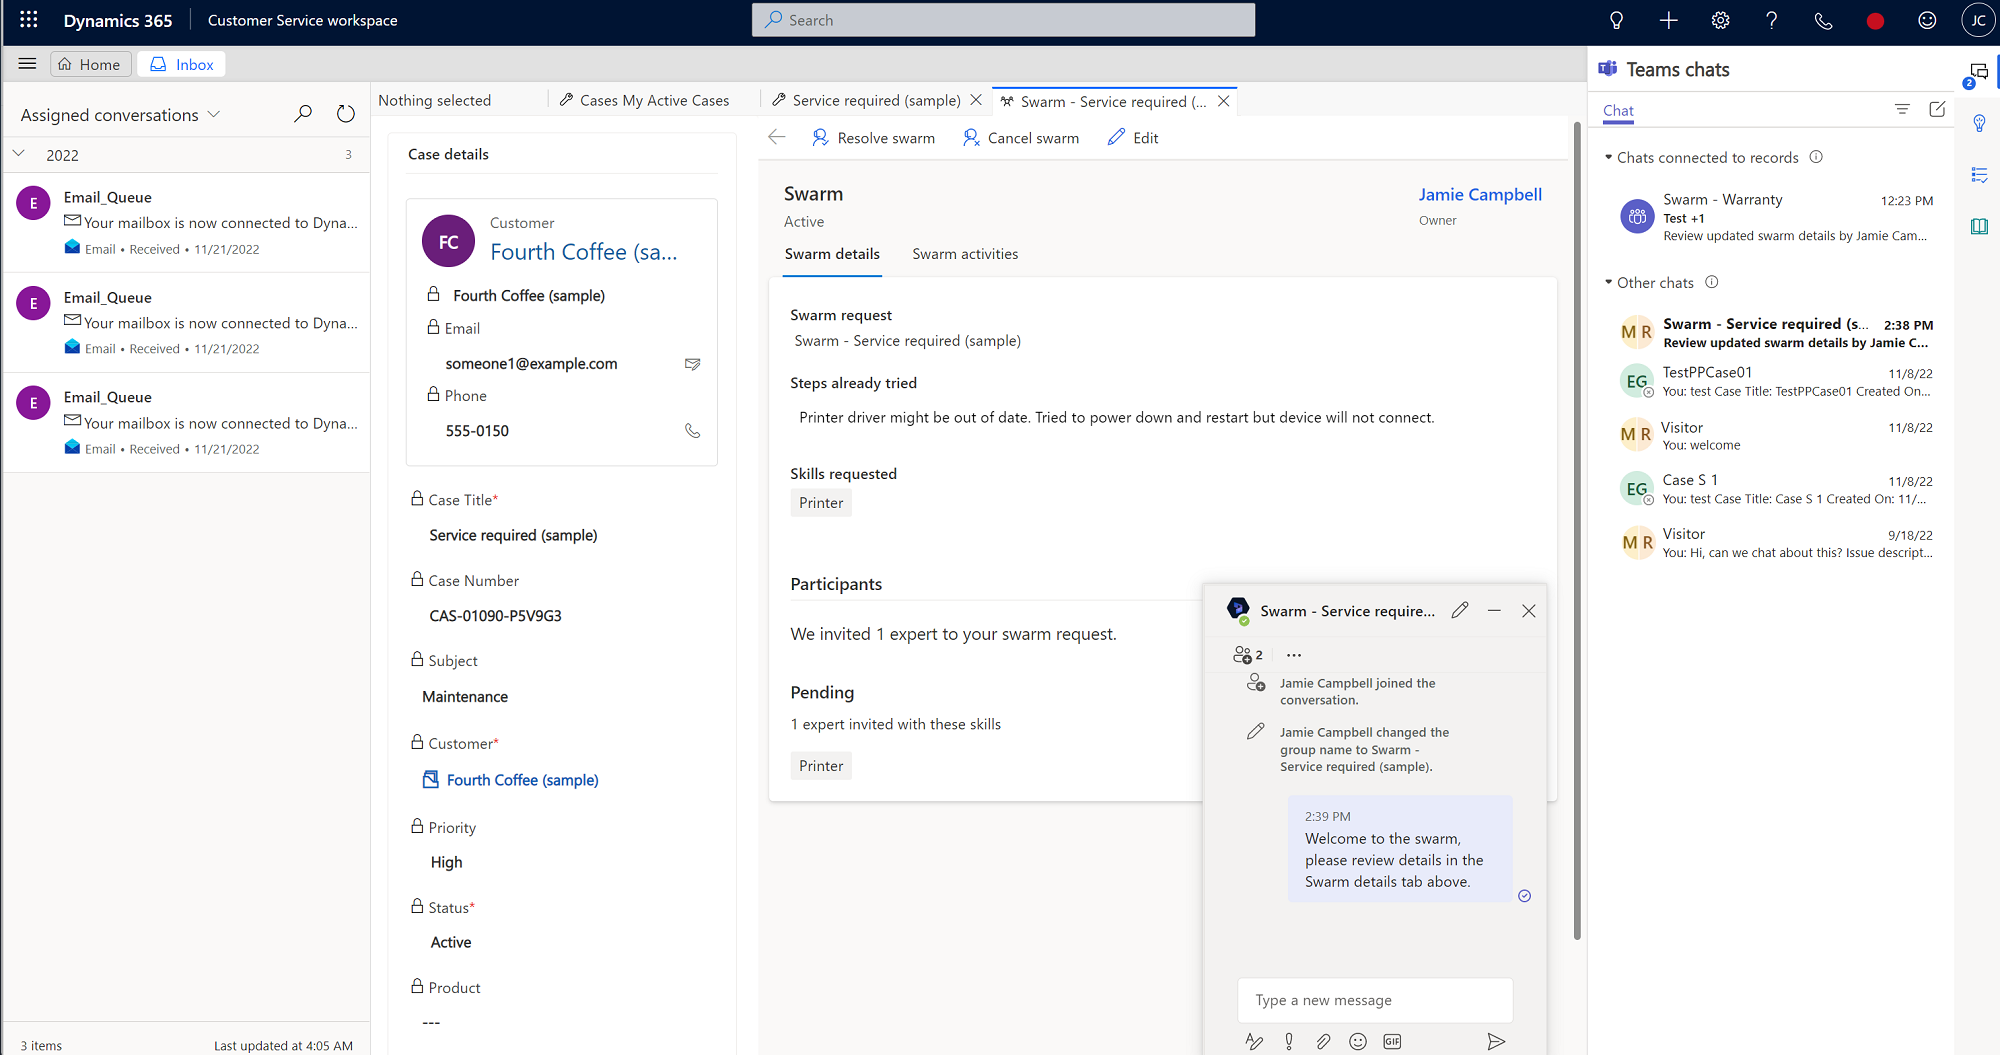 Dynamics 365
Customer Service workspace
Search
JC
Home
Inbox
Assigned conversations
2022
3
E
Email_Queue
Your mailbox is now connected to Dyna...
Email • Received • 11/21/2022
E
Email_Queue
Your mailbox is now connected to Dyna...
Email • Received • 11/21/2022
E
Email_Queue
Your mailbox is now connected to Dyna...
Email • Received • 11/21/2022
3 items
Last updated at 4:05 AM
Nothing selected
Cases My Active Cases
Service required (sample)
Swarm - Service required (...
Case details
FC
Customer
Fourth Coffee (sa...
Fourth Coffee (sample)
Email
someone1@example.com
Phone
555-0150
Case Title*
Service required (sample)
Case Number
CAS-01090-P5V9G3
Subject
Maintenance
Customer*
Fourth Coffee (sample)
Priority
High
Status*
Active
Product
---
Resolve swarm
Cancel swarm
Edit
Swarm
Active
Jamie Campbell
Owner
Swarm details
Swarm activities
Swarm request
Swarm - Service required (sample)
Steps already tried
Printer driver might be out of date. Tried to power down and restart but device will not connect.
Skills requested
Printer
Participants
We invited 1 expert to your swarm request.
Pending
1 expert invited with these skills
Printer
Swarm - Service require...
2
Jamie Campbell joined the
conversation.
Jamie Campbell changed the
group name to Swarm -
Service required (sample).
2:39 PM
Welcome to the swarm,
please review details in the
Swarm details tab above.
Type a new message
GIF
Teams chats
2
Chat
Chats connected to records
Swarm - Warranty
12:23 PM
Test +1
Review updated swarm details by Jamie Cam...
Other chats
M R
Swarm - Service required (s...
2:38 PM
Review updated swarm details by Jamie C...
EG
TestPPCase01
11/8/22
You: test Case Title: TestPPCase01 Created On...
M R
Visitor
11/8/22
You: welcome
EG
Case S 1
11/8/22
You: test Case Title: Case S 1 Created On: 11/...
M R
Visitor
9/18/22
You: Hi, can we chat about this? Issue descript...